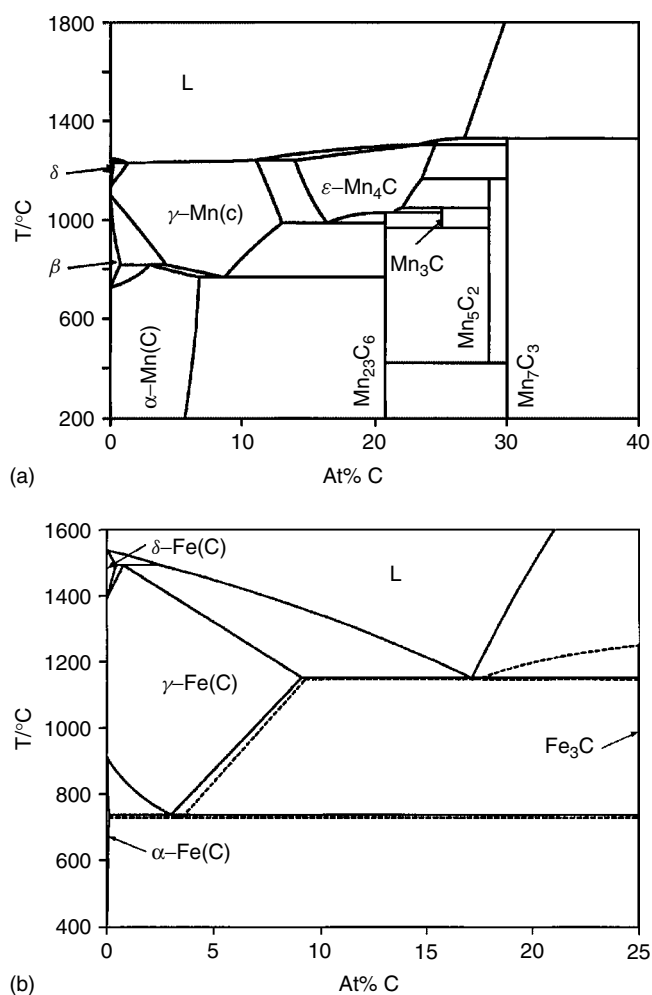 1800
1400
1000
600
200
T/°C
L
δ
γ–Mn(c)
ε–Mn₄C
β
α–Mn(C)
Mn₂₃C₆
Mn₃C
Mn₅C₂
Mn₇C₃
0
10
20
30
40
(a)
At% C
1600
1400
1200
1000
800
600
400
T/°C
δ–Fe(C)
L
γ–Fe(C)
Fe₃C
α–Fe(C)
0
5
10
15
20
25
(b)
At% C